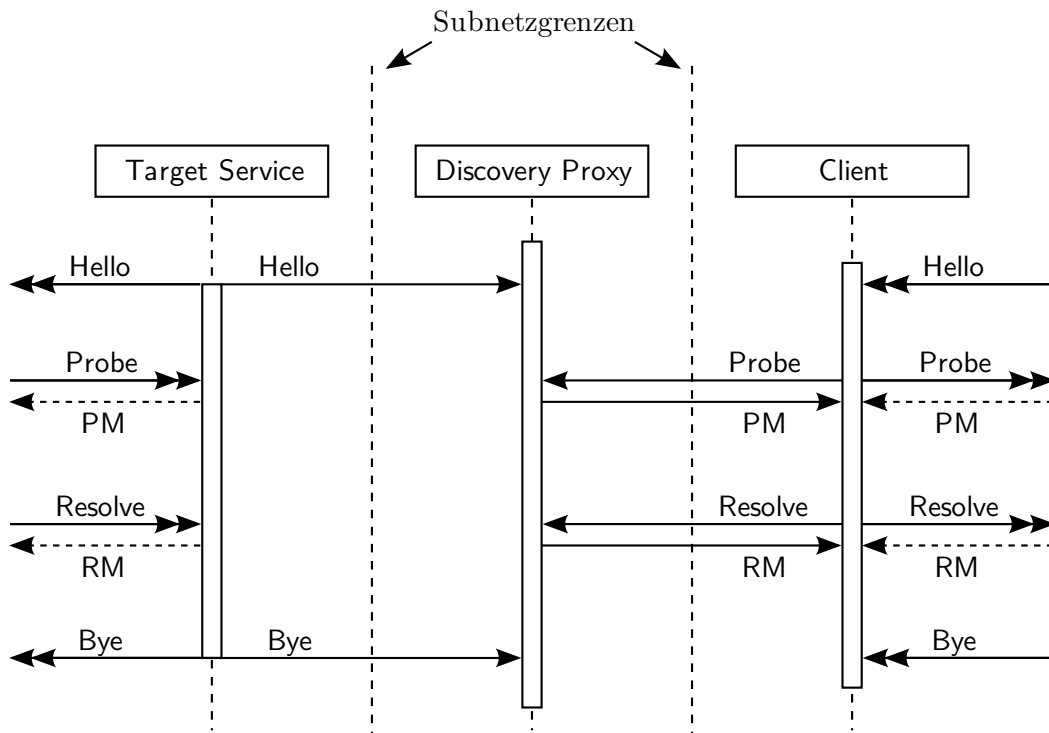 Subnetzgrenzen
Target Service
Discovery Proxy
Client
Hello
Hello
Hello
Probe
Probe
Probe
PM
PM
PM
Resolve
Resolve
Resolve
RM
RM
RM
Bye
Bye
Bye